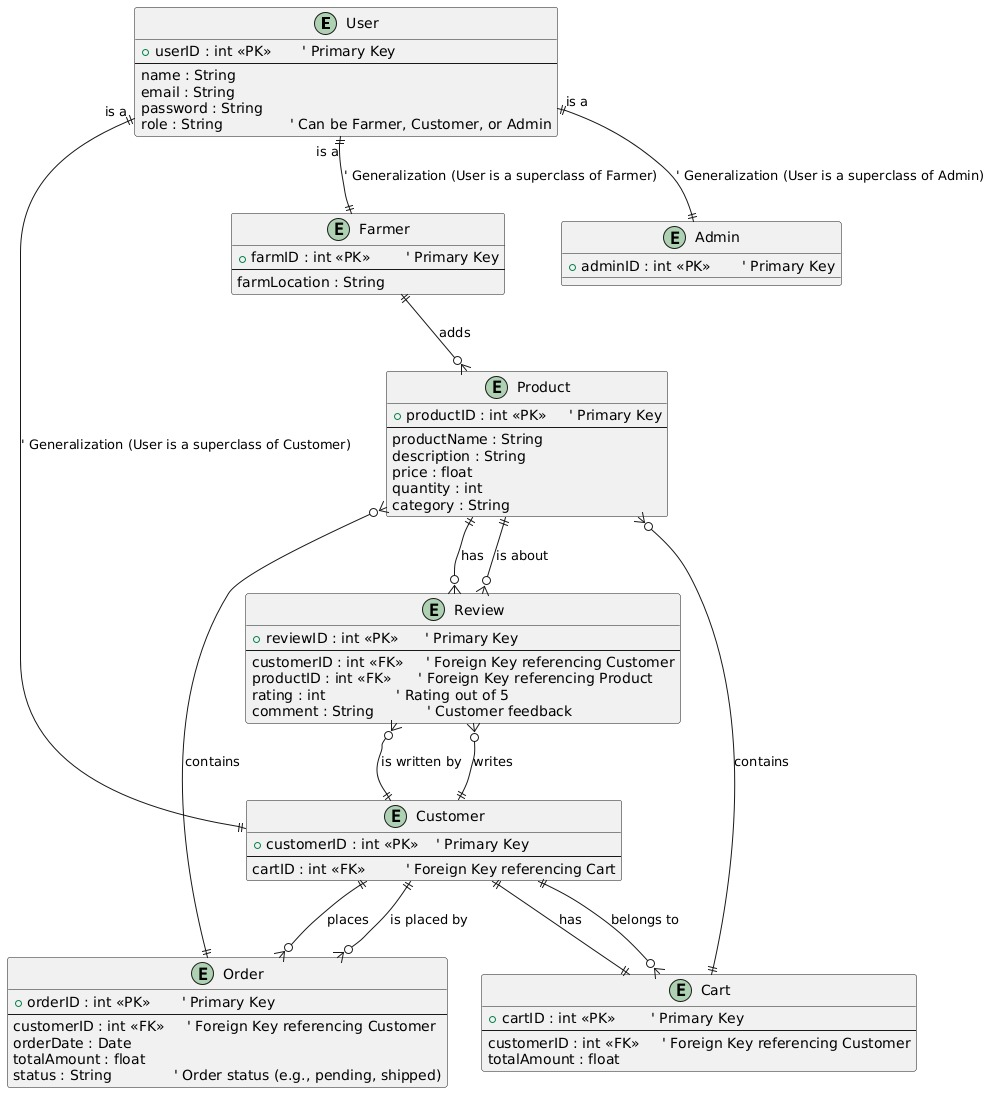 E User
userID : int «PK» ' Primary Key
name : String
email : String
password : String
role : String ' Can be Farmer, Customer, or Admin
is a
is a
is a
' Generalization (User is a superclass of Farmer)
' Generalization (User is a superclass of Admin)
E Farmer
farmID : int «PK» ' Primary Key
farmLocation : String
E Admin
adminID : int «PK» ' Primary Key
adds
E Product
productID : int «PK» ' Primary Key
productName : String
description : String
price : float
quantity : int
category : String
' Generalization (User is a superclass of Customer)
has
is about
E Review
reviewID : int «PK» ' Primary Key
customerID : int «FK» ' Foreign Key referencing Customer
productID : int «FK» ' Foreign Key referencing Product
rating : int ' Rating out of 5
comment : String ' Customer feedback
contains
is written by
writes
contains
E Customer
customerID : int «PK» ' Primary Key
cartID : int «FK» ' Foreign Key referencing Cart
places
is placed by
has
belongs to
E Order
orderID : int «PK» ' Primary Key
customerID : int «FK» ' Foreign Key referencing Customer
orderDate : Date
totalAmount : float
status : String ' Order status (e.g., pending, shipped)
E Cart
cartID : int «PK» ' Primary Key
customerID : int «FK» ' Foreign Key referencing Customer
totalAmount : float